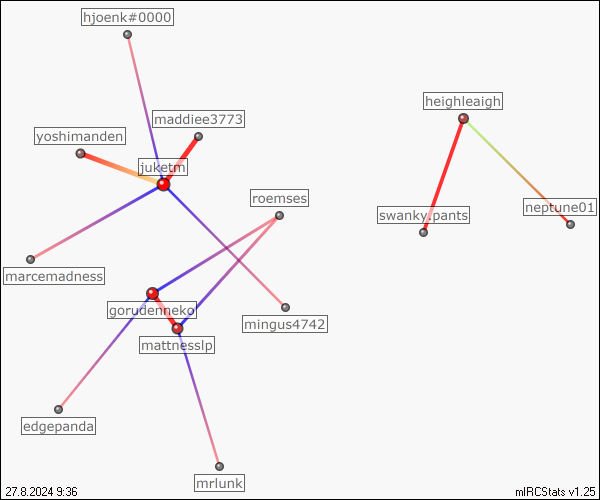 hjoenk#0000
heighleaigh
maddiee3773
yoshimanden
juketm
roemses
neptune01
swanky.pants
marcemadness
gorudenneko
mingus4742
mattnesslp
edgepanda
mrlunk
27.8.2024 9:36
mIRCStats v1.25